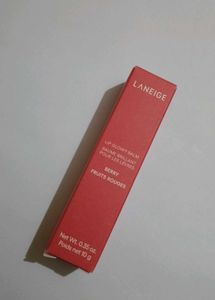 LANEIGE
LIP GLOWY BALM
BAUME BRILLANT
POUR LES LÈVRES
BERRY
FRUITS ROUGES
Net Wt. 0.35 oz.
Poids net 10 g